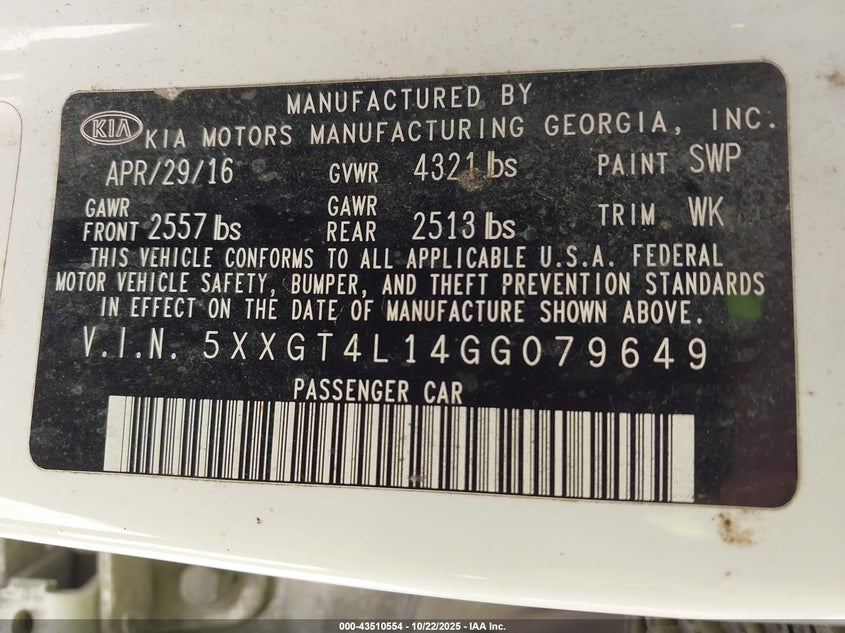 MANUFACTURED BY
KIA KIA MOTORS MANUFACTURING GEORGIA, INC.
APR/29/16 GVWR 4321 lbs PAINT SWP
GAWR FRONT 2557 lbs GAWR REAR 2513 lbs TRIM WK
THIS VEHICLE CONFORMS TO ALL APPLICABLE U.S.A. FEDERAL
MOTOR VEHICLE SAFETY, BUMPER, AND THEFT PREVENTION STANDARDS
IN EFFECT ON THE DATE OF MANUFACTURE SHOWN ABOVE.
V.I.N. 5XXGT4L14GG079649
PASSENGER CAR
000-43510554 - 10/22/2025 - IAA Inc.